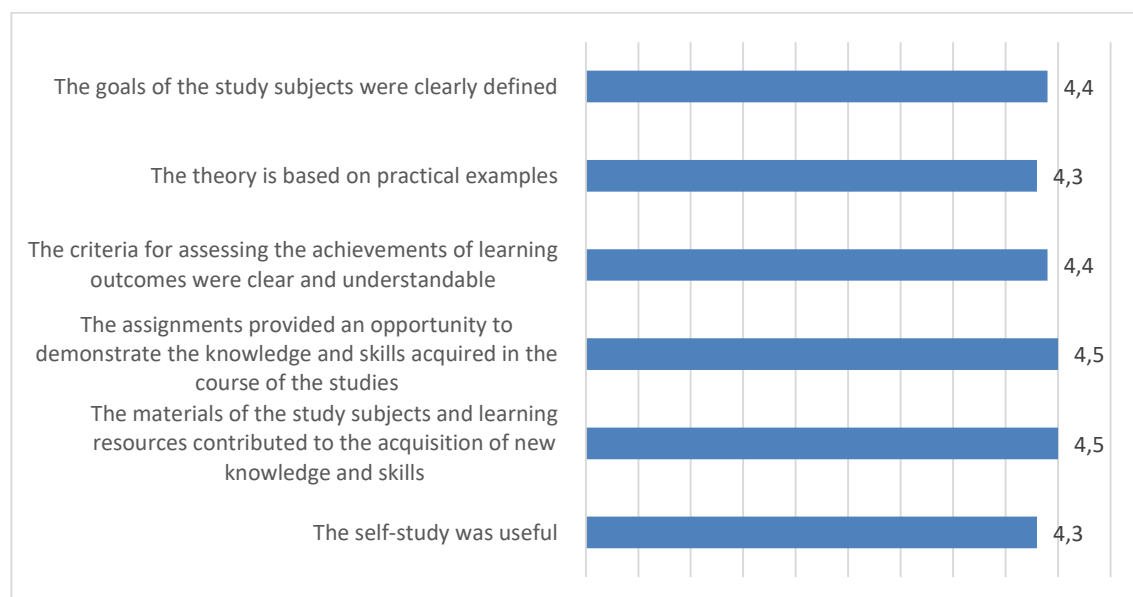 The goals of the study subjects were clearly defined
4,4
The theory is based on practical examples
4,3
The criteria for assessing the achievements of learning
outcomes were clear and understandable
4,4
The assignments provided an opportunity to
demonstrate the knowledge and skills acquired in the
course of the studies
4,5
The materials of the study subjects and learning
resources contributed to the acquisition of new
knowledge and skills
4,5
The self-study was useful
4,3